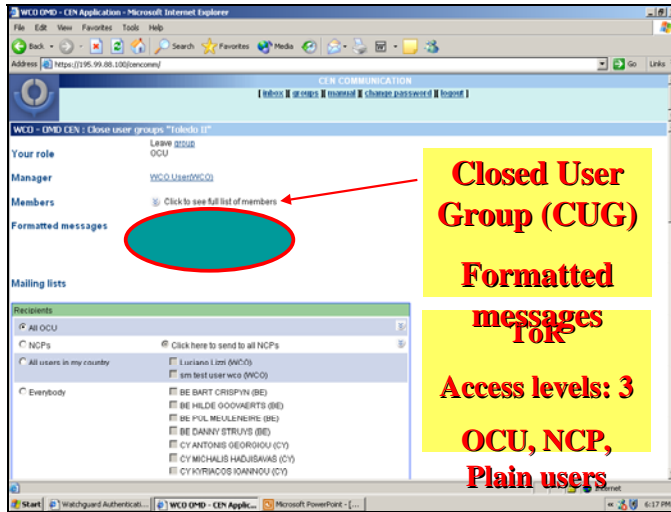 WCO OMD - CEN Application - Microsoft Internet Explorer
File Edit View Favorites Tools Help
Back Search Favorites Media
Address https://195.99.88.100/cencomm/ Go Links
CEN COMMUNICATION
[ inbox ][ groups ][ manual ][ change password ][ logout ]
WCO - OMD CEN : Close user groups "Toledo II"
Leave group
Your role OCU
Manager WCO User(WCO)
Members Click to see full list of members
Formatted messages
Mailing lists
Recipients
All OCU
NCPs Click here to send to all NCPs
All users in my country Luciano Lizzi (WCO)
sm test user wco (WCO)
Everybody BE BART CRISPYN (BE)
BE HILDE GOOVAERTS (BE)
BE POL MEULENEIRE (BE)
BE DANNY STRUYS (BE)
CY ANTONIS GEORGIOU (CY)
CY MICHALIS HADJISAVAS (CY)
CY KYRIACOS IOANNOU (CY)
Closed User
Group (CUG)
Formatted
messages
ToR
Access levels: 3
OCU, NCP,
Plain users
Internet
Start Watchguard Authenticati... WCO OMD - CEN Applic... Microsoft PowerPoint - [... 6:17 PM